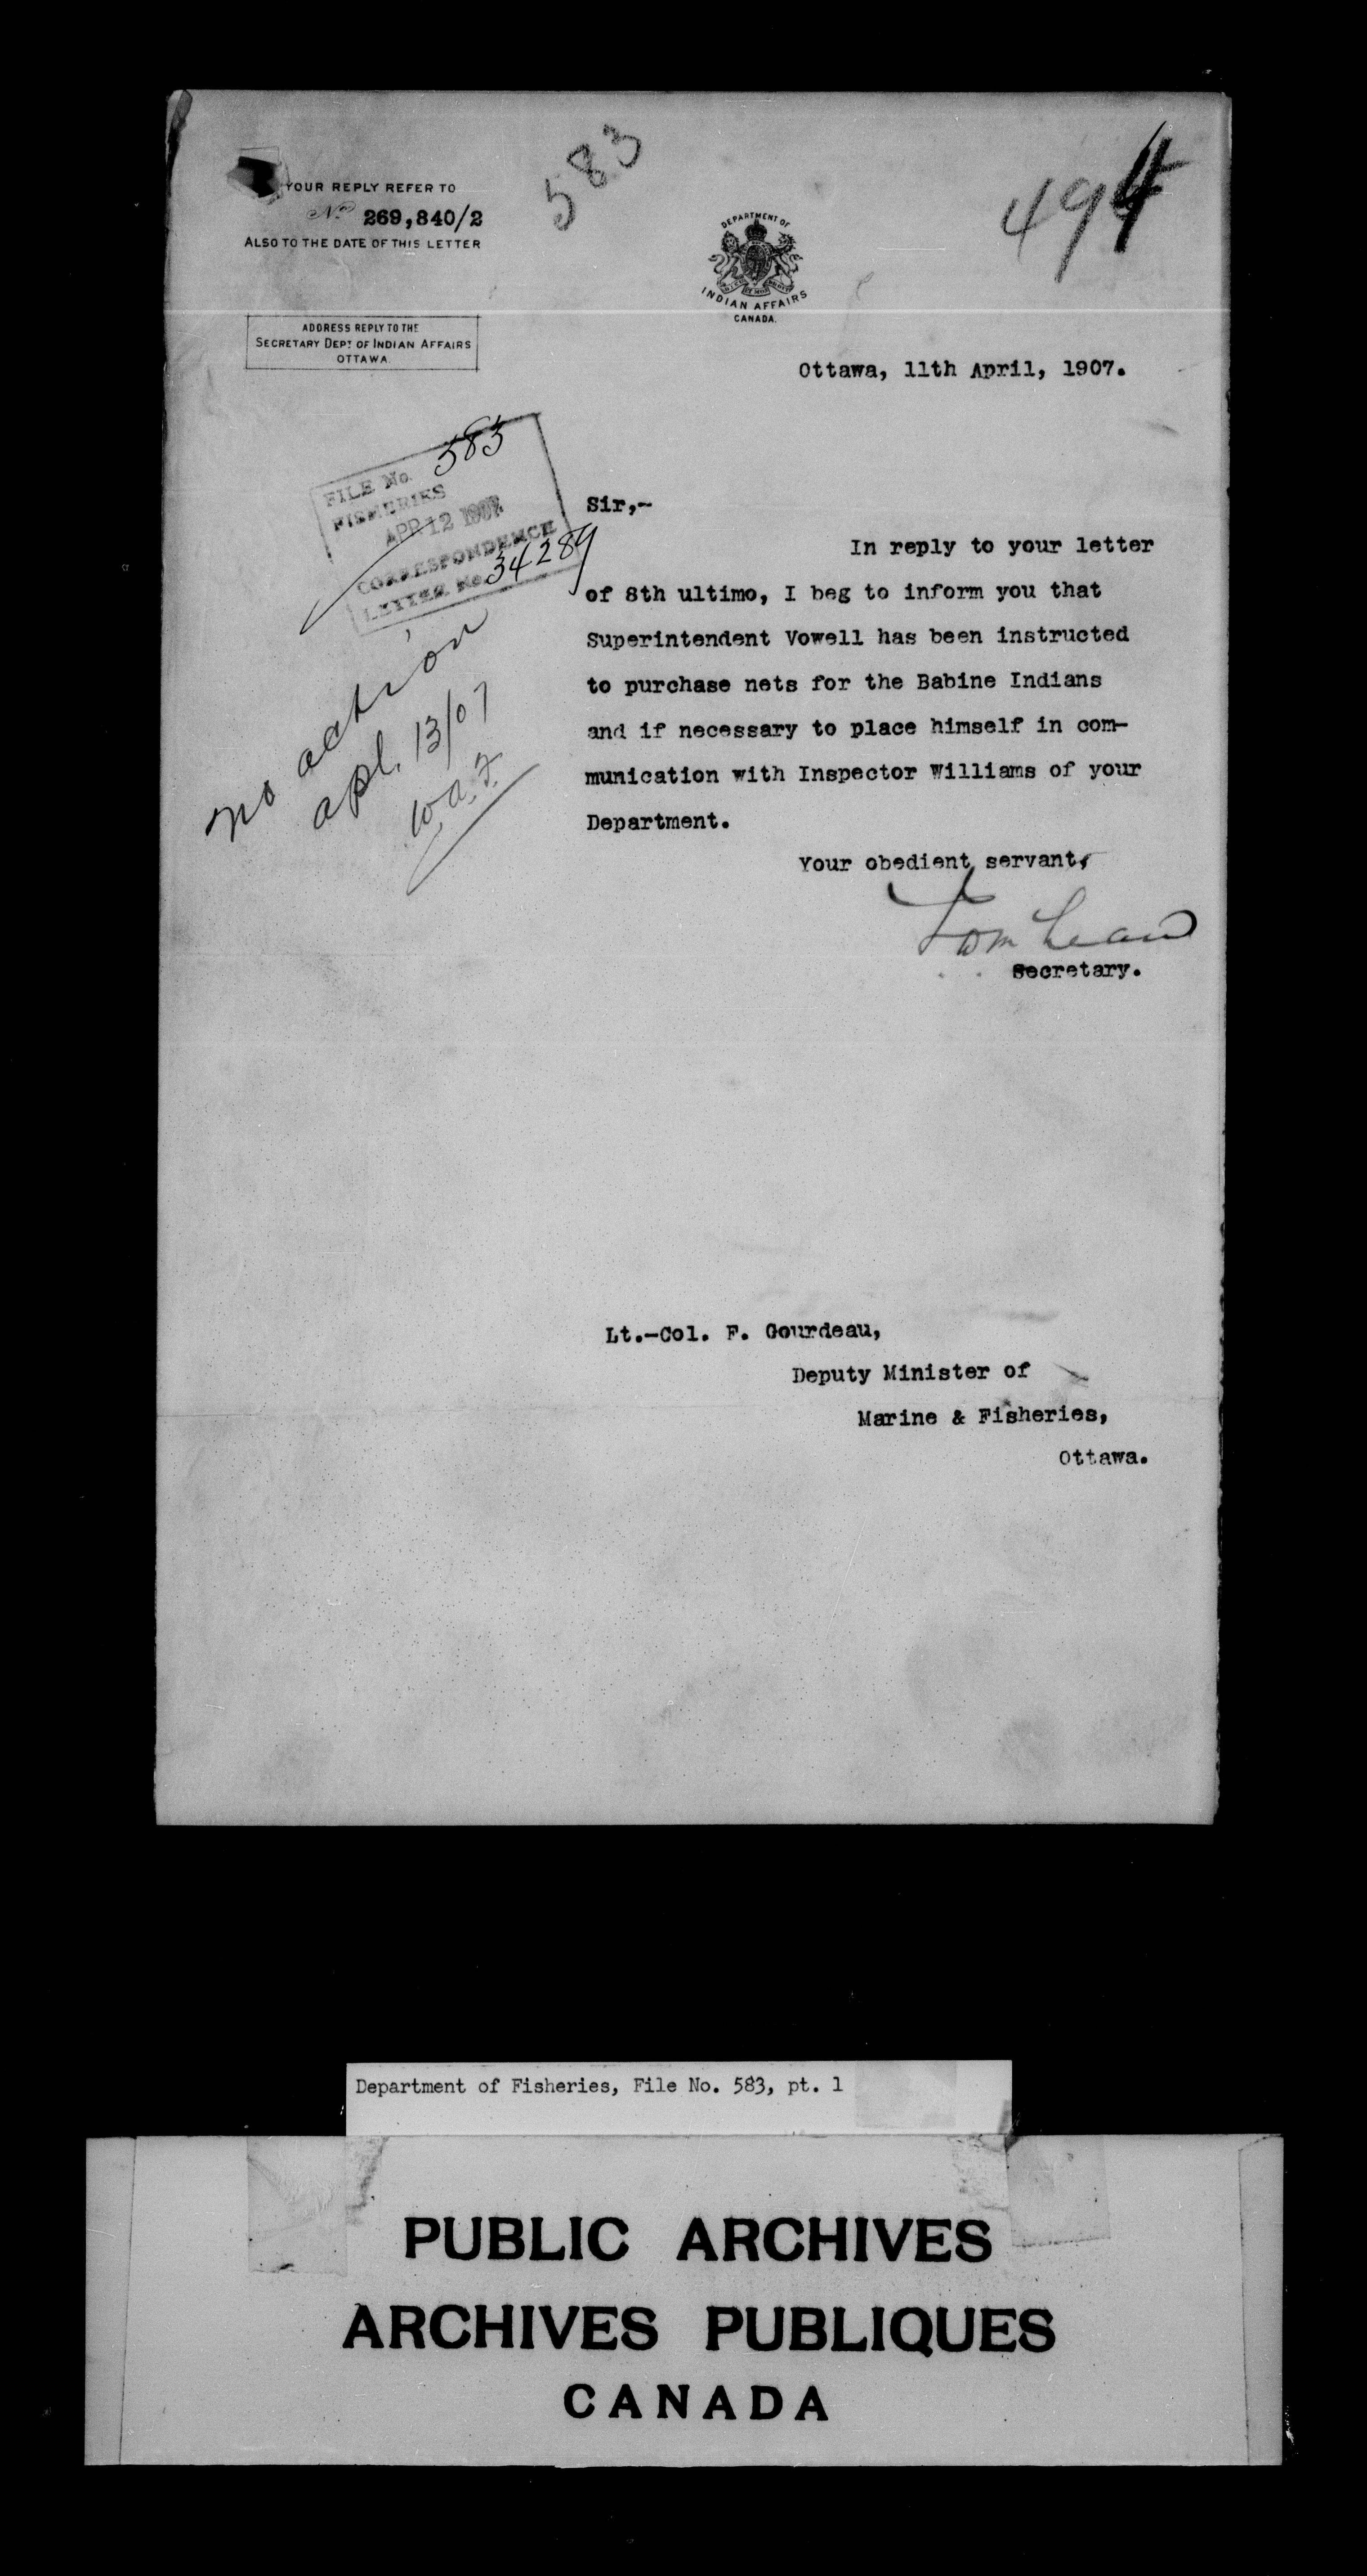 583
494
YOUR REPLY REFER TO
No 269,840/2
ALSO TO THE DATE OF THIS LETTER
DEPARTMENT OF
INDIAN AFFAIRS
CANADA.
ADDRESS REPLY TO THE
SECRETARY DEPT OF INDIAN AFFAIRS
OTTAWA.
Ottawa, 11th April, 1907.
FILE No. 583
FISHERIES
APR 12 1907
CORRESPONDENCE
LETTER No. 34289
no action
apl. 13/07
Sir,-
In reply to your letter
of 8th ultimo, I beg to inform you that
Superintendent Vowell has been instructed
to purchase nets for the Babine Indians
and if necessary to place himself in com-
munication with Inspector Williams of your
Department.
Your obedient servant,
Secretary.
Lt.-Col. F. Gourdeau,
Deputy Minister of
Marine & Fisheries,
Ottawa.
Department of Fisheries, File No. 583, pt. 1
PUBLIC ARCHIVES
ARCHIVES PUBLIQUES
CANADA